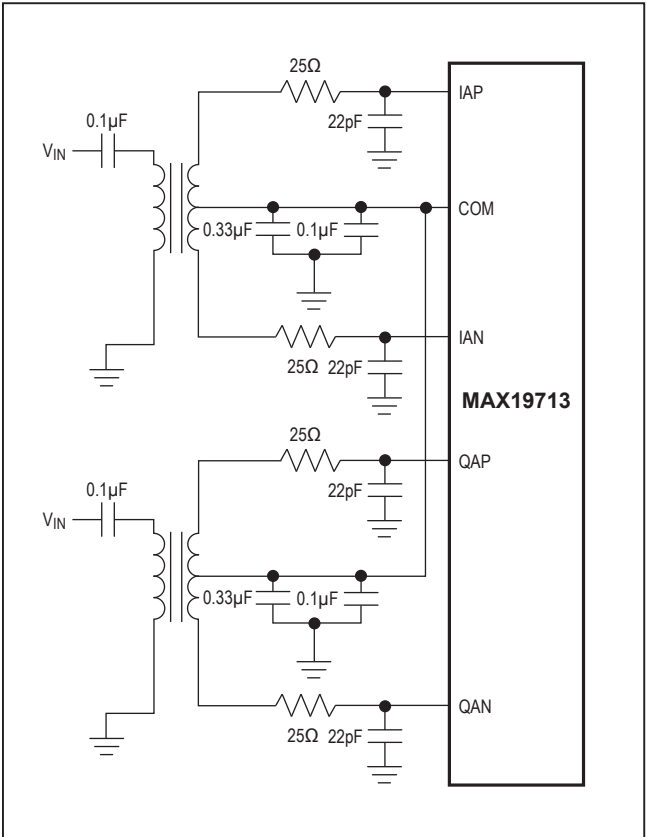 25Ω
IAP
0.1µF
22pF
VIN
COM
0.33µF 0.1µF
IAN
25Ω 22pF
MAX19713
25Ω
QAP
0.1µF
22pF
VIN
0.33µF 0.1µF
QAN
25Ω 22pF